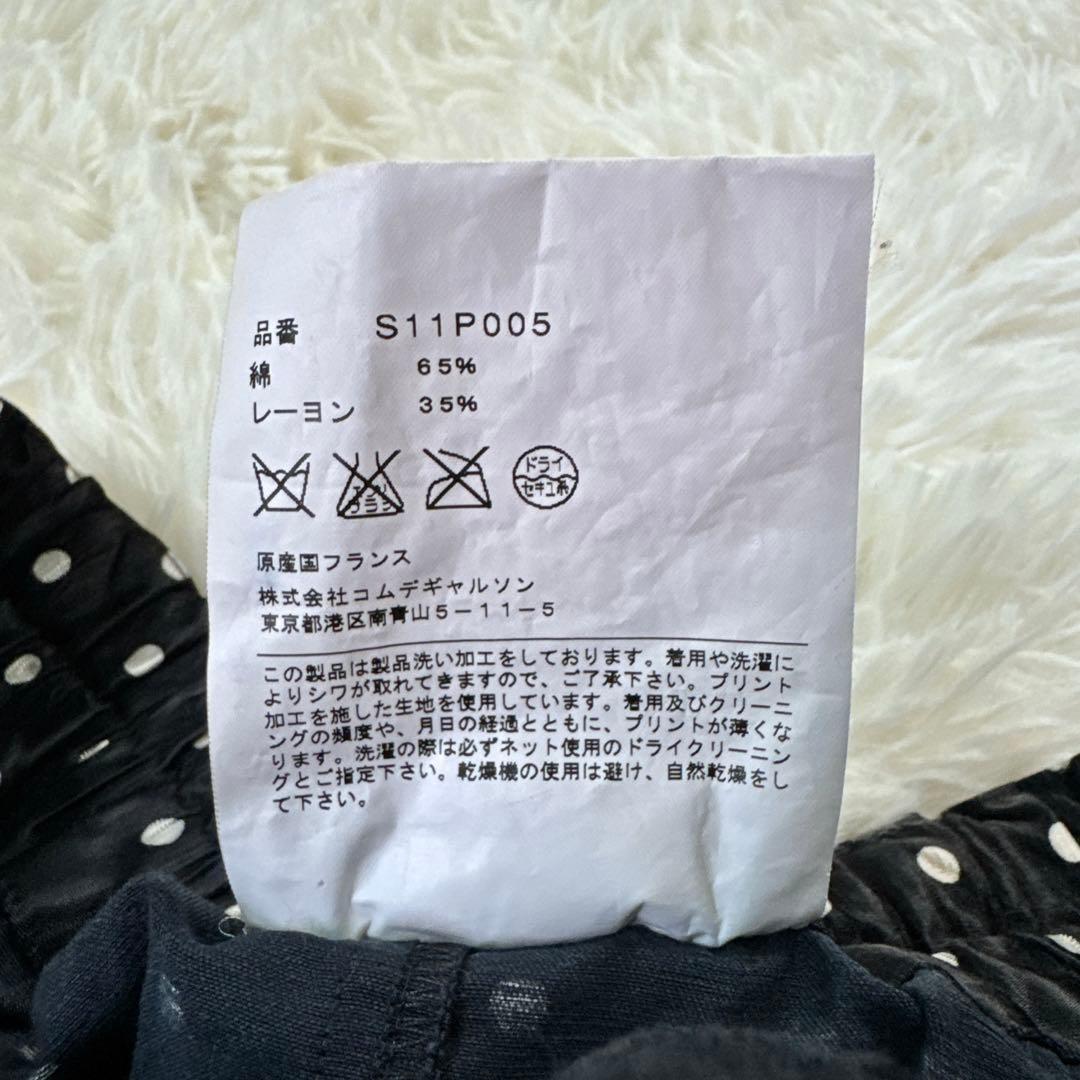 品番 S11P005
綿 65%
レーヨン 35%
エンソ
サラシ
ドライ
セキユ系
原産国フランス
株式会社コムデギャルソン
東京都港区南青山5-11-5
この製品は製品洗い加工をしております。着用や洗濯に
よりシワが取れてきますので、ご了承下さい。プリント
加工を施した生地を使用しています。着用及びクリーニ
ングの頻度や、月日の経過とともに、プリントが薄くな
ります。洗濯の際は必ずネット使用のドライクリーニン
グとご指定下さい。乾燥機の使用は避け、自然乾燥をし
て下さい。